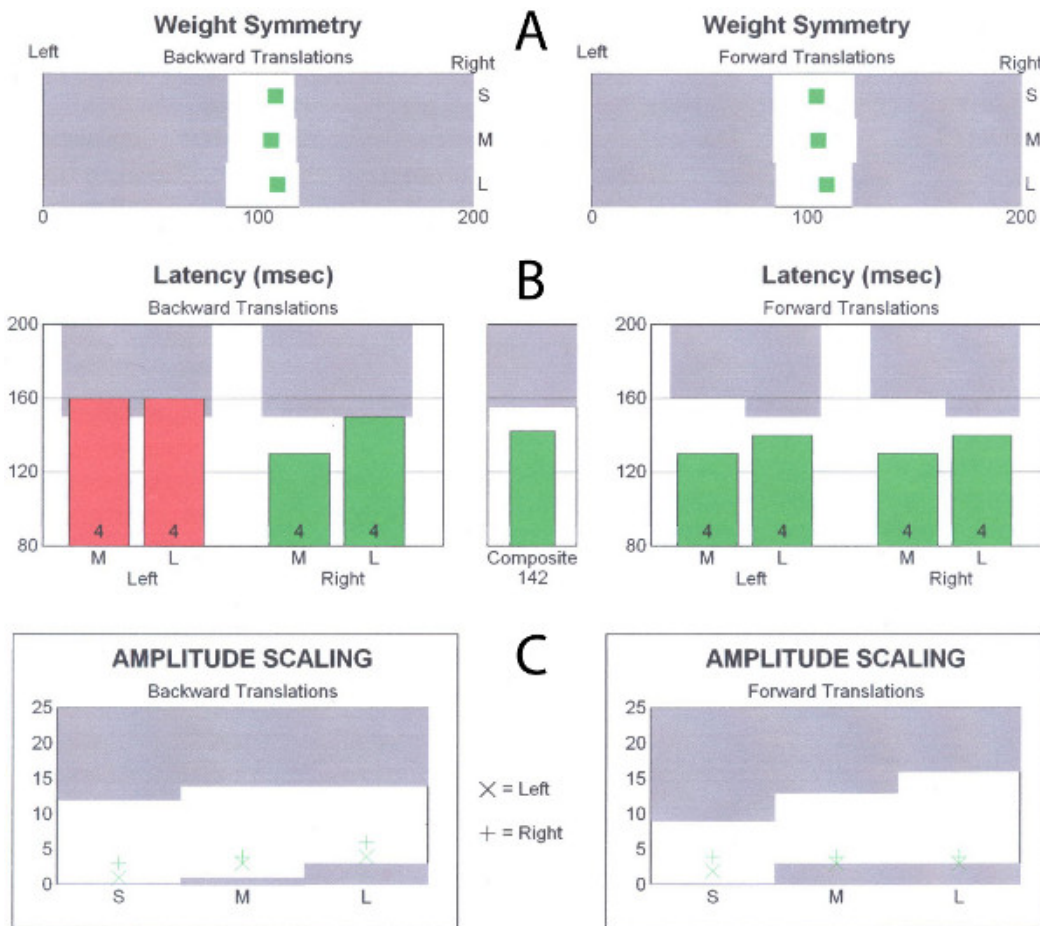 A
Weight Symmetry
Backward Translations
Left
Right
S
M
L
0 100 200
Weight Symmetry
Forward Translations
Left
Right
S
M
L
0 100 200
B
Latency (msec)
Backward Translations
200
160
120
80
4 4 4 4
M L M L
Left Right
Composite
142
Latency (msec)
Forward Translations
200
160
120
80
4 4 4 4
M L M L
Left Right
C
AMPLITUDE SCALING
Backward Translations
25
20
15
10
5
0
S M L
× = Left
+ = Right
AMPLITUDE SCALING
Forward Translations
25
20
15
10
5
0
S M L